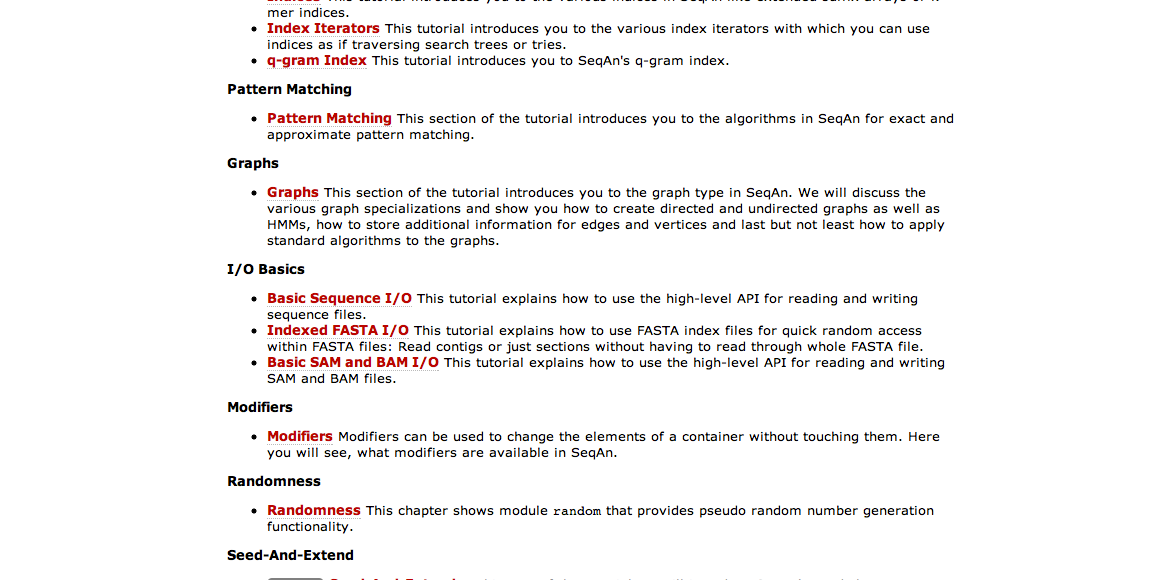 mer indices.
• Index Iterators This tutorial introduces you to the various index iterators with which you can use
indices as if traversing search trees or tries.
• q-gram Index This tutorial introduces you to SeqAn's q-gram index.
Pattern Matching
• Pattern Matching This section of the tutorial introduces you to the algorithms in SeqAn for exact and
approximate pattern matching.
Graphs
• Graphs This section of the tutorial introduces you to the graph type in SeqAn. We will discuss the
various graph specializations and show you how to create directed and undirected graphs as well as
HMMs, how to store additional information for edges and vertices and last but not least how to apply
standard algorithms to the graphs.
I/O Basics
• Basic Sequence I/O This tutorial explains how to use the high-level API for reading and writing
sequence files.
• Indexed FASTA I/O This tutorial explains how to use FASTA index files for quick random access
within FASTA files: Read contigs or just sections without having to read through whole FASTA file.
• Basic SAM and BAM I/O This tutorial explains how to use the high-level API for reading and writing
SAM and BAM files.
Modifiers
• Modifiers Modifiers can be used to change the elements of a container without touching them. Here
you will see, what modifiers are available in SeqAn.
Randomness
• Randomness This chapter shows module random that provides pseudo random number generation
functionality.
Seed-And-Extend